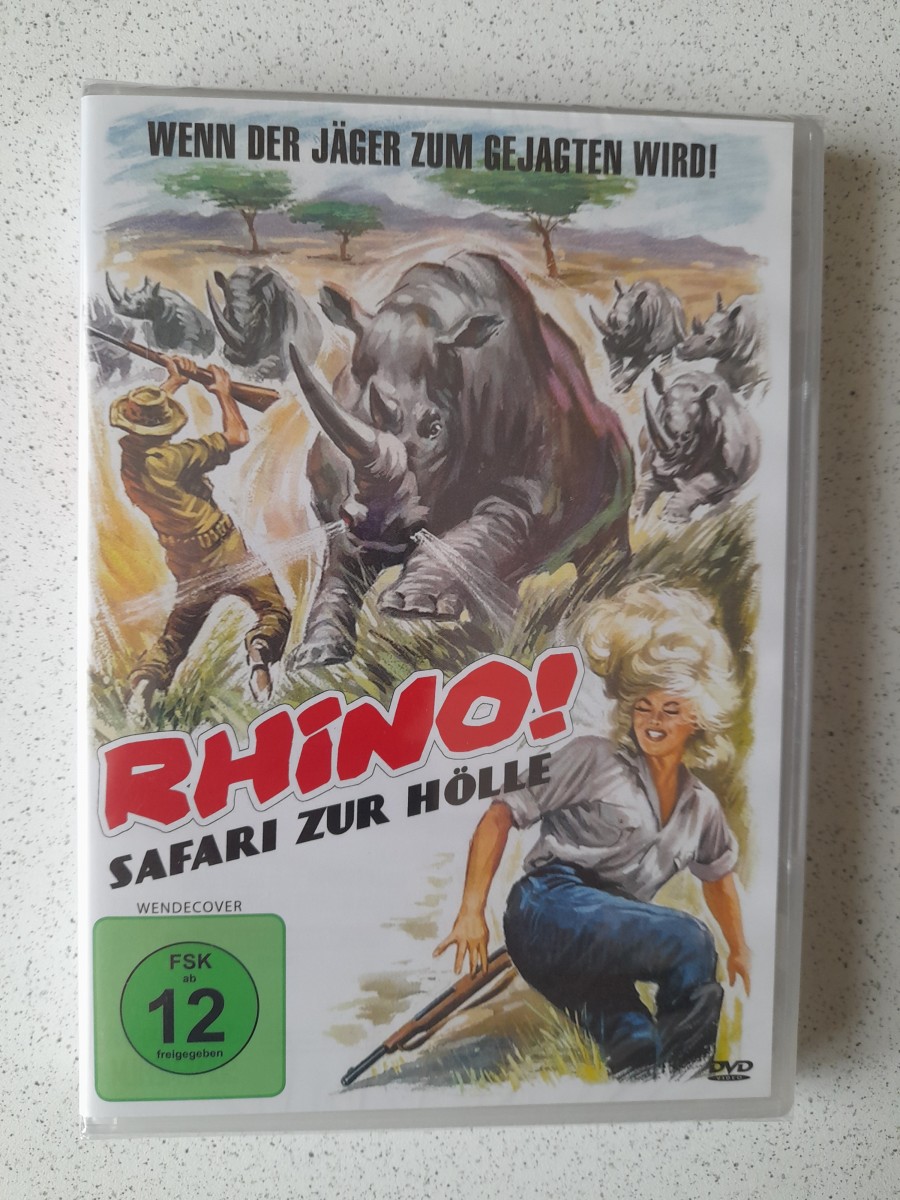 WENN DER JÄGER ZUM GEJAGTEN WIRD!
RHiNO!
SAFARI ZUR HÖLLE
WENDECOVER
FSK
ab
12
freigegeben
DVD
VIDEO